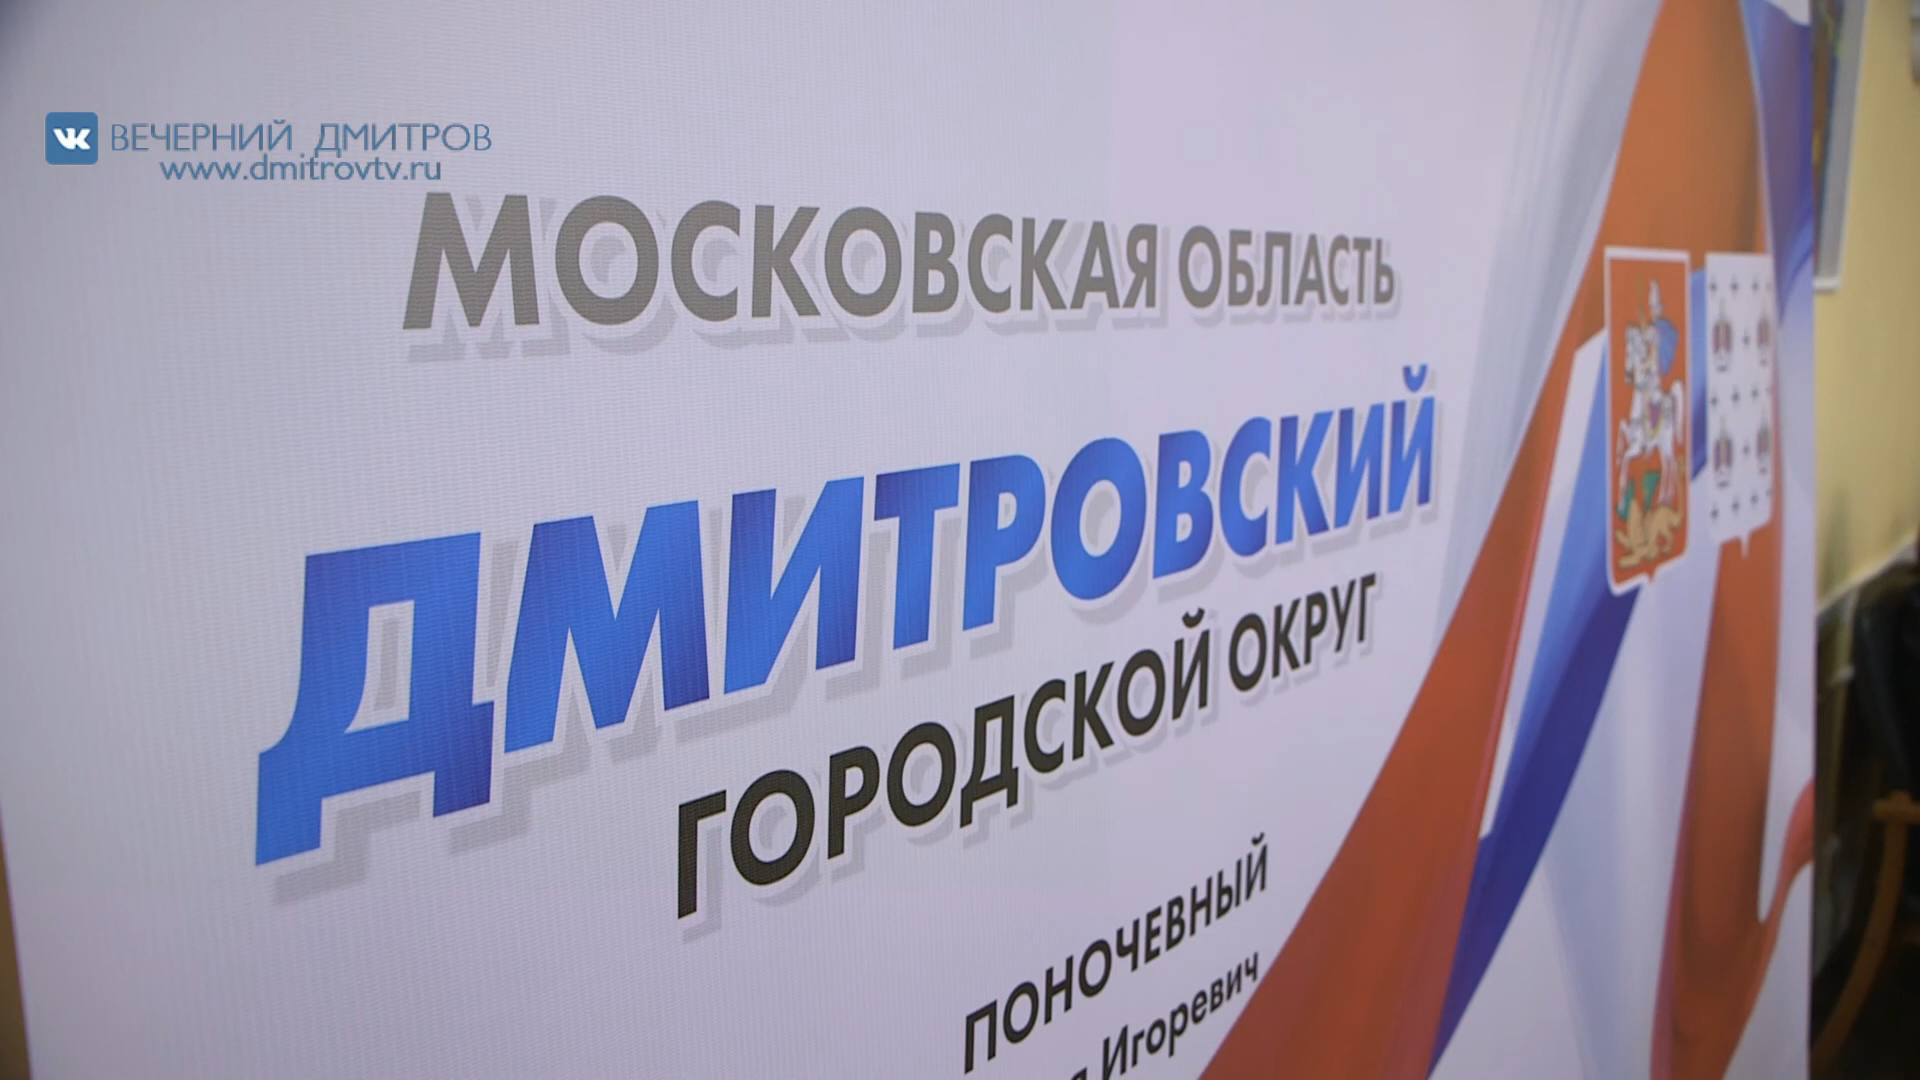 ВЕЧЕРНИЙ ДМИТРОВ
www.dmitrovtv.ru
МОСКОВСКАЯ ОБЛАСТЬ
ДМИТРОВСКИЙ
ГОРОДСКОЙ ОКРУГ
ПОНОЧЕВНЫЙ
Игоревич